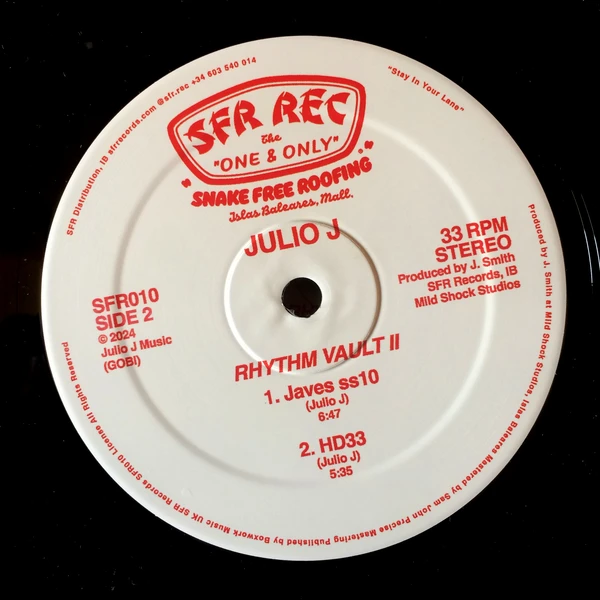 SFR Distribution, IB sfrrecords.com @sfr.rec +34 603 540 014
"Stay In Your Lane"
SFR REC
The
"ONE & ONLY"
"SNAKE FREE ROOFING"
Islas Baleares, Mall.
JULIO J
33 RPM
STEREO
Produced by J. Smith
SFR Records, IB
Mild Shock Studios
SFR010
SIDE 2
© 2024
Julio J Music
(GOBI)
RHYTHM VAULT II
1. Javes ss10
(Julio J)
6:47
2. HD33
(Julio J)
5:35
Produced by J. Smith at Mild Shock Studios, Islas Baleares Mastered by Sam John Precise Mastering Published by Boxwork Music UK SFR Records SFR010 License All Rights Reserved